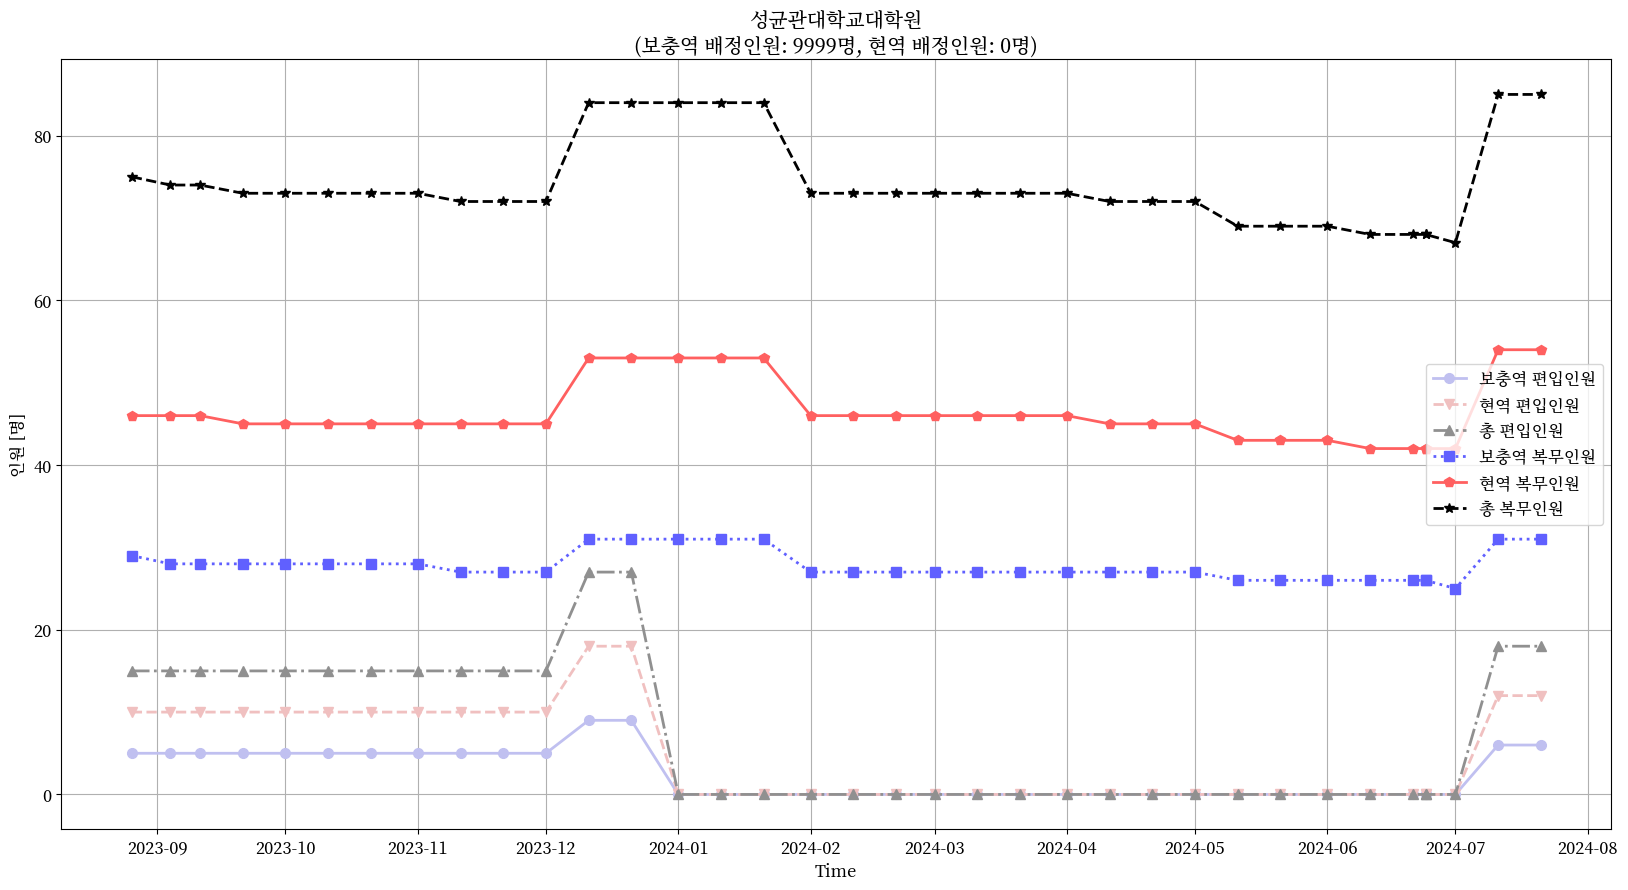 성균관대학교대학원
(보충역 배정인원: 9999명, 현역 배정인원: 0명)
인원 [명]
80
60
40
20
0
보충역 편입인원
현역 편입인원
총 편입인원
보충역 복무인원
현역 복무인원
총 복무인원
2023-09
2023-10
2023-11
2023-12
2024-01
2024-02
2024-03
2024-04
2024-05
2024-06
2024-07
2024-08
Time